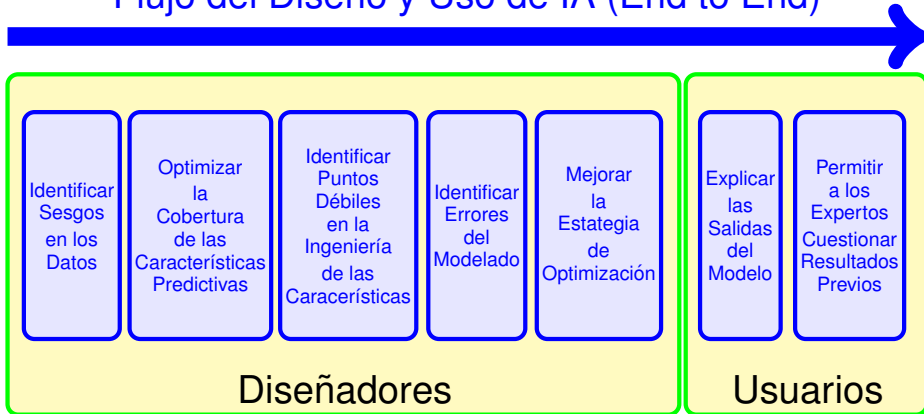 Flujo del Diseño y Uso de IA (End to End)
Identificar
Sesgos
en los
Datos
Optimizar
la
Cobertura
de las
Características
Predictivas
Identificar
Puntos
Débiles
en la
Ingeniería
de las
Caracerísticas
Identificar
Errores
del
Modelado
Mejorar
la
Estategia
de
Optimización
Explicar
las
Salidas
del
Modelo
Permitir
a los
Expertos
Cuestionar
Resultados
Previos
Diseñadores
Usuarios